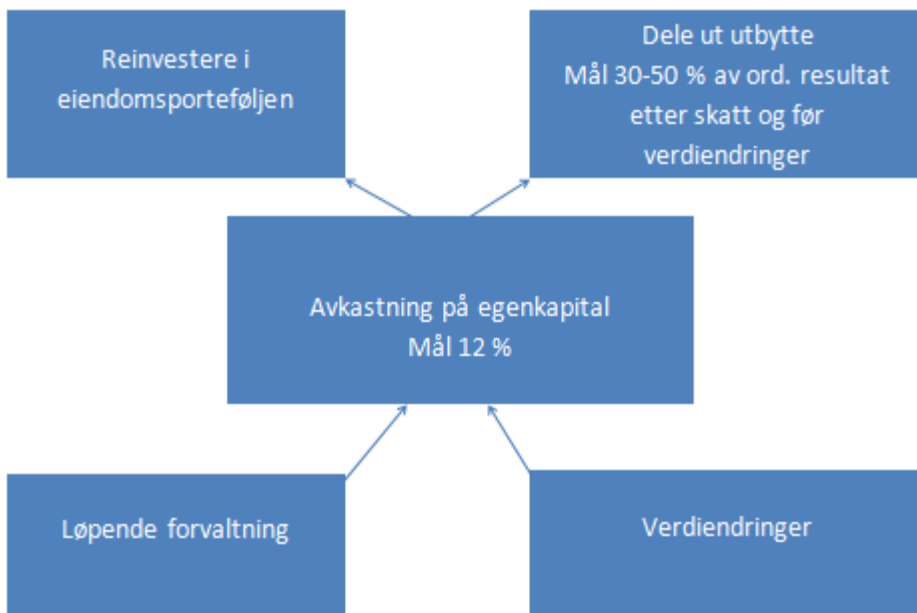 Reinvestere i
eiendomsporteføljen
Dele ut utbytte
Mål 30-50 % av ord. resultat
etter skatt og før
verdiendringer
Avkastning på egenkapital
Mål 12 %
Løpende forvaltning
Verdiendringer